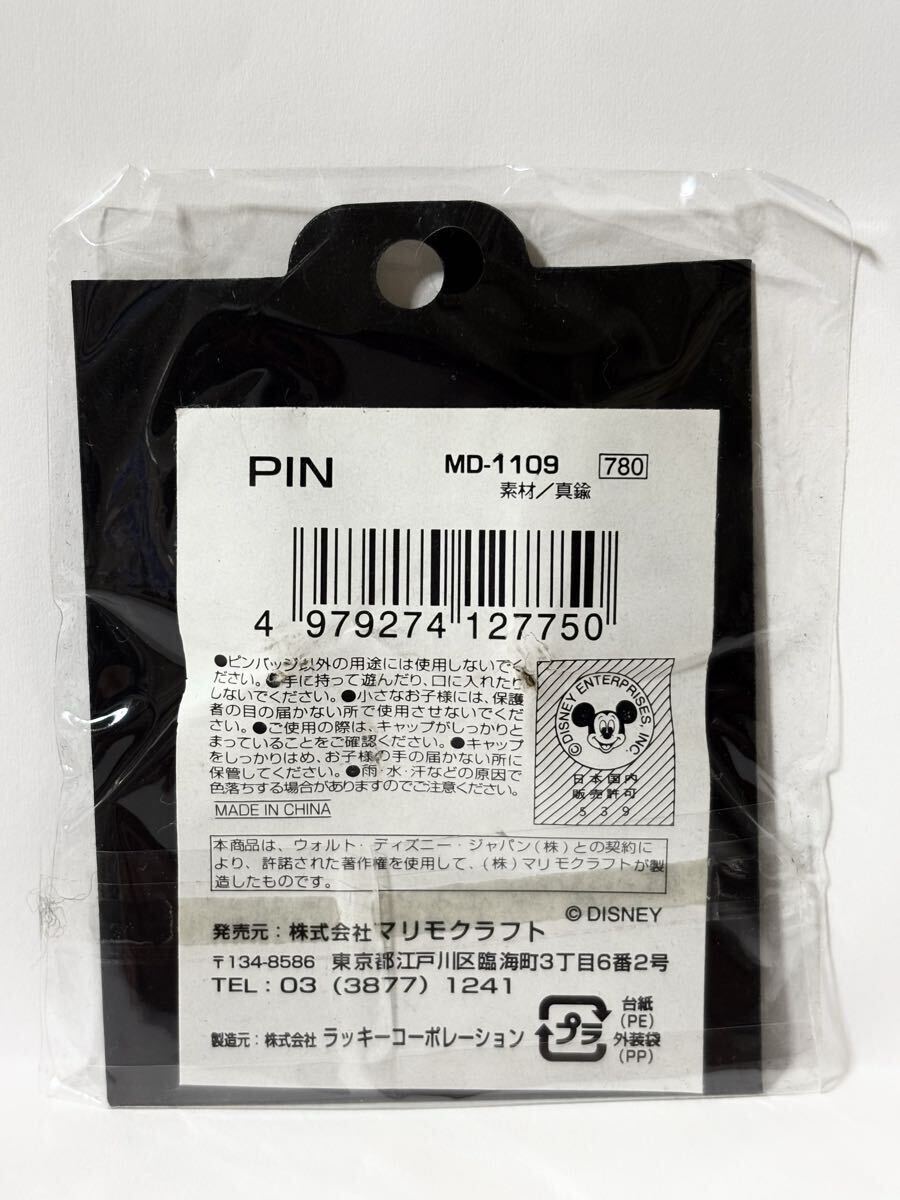 PIN
MD-1109 780
素材/真鍮
4 979274 127750
●ピンバッジ以外の用途には使用しないでく
ださい。●手に持って遊んだり、口に入れたり
しないでください。●小さなお子様には、保護
者の目の届かない所で使用させないでくだ
さい。●ご使用の際は、キャップがしっかりと
まっていることをご確認ください。●キャップ
をしっかりはめ、お子様の手の届かない所に
保管してください。●雨・水・汗などの原因で
色落ちする場合がありますのでご注意ください。
MADE IN CHINA
©DISNEY ENTERPRISES, INC.
日本国内
販売許可
539
本商品は、ウォルト・ディズニー・ジャパン(株)との契約に
より、許諾された著作権を使用して、(株)マリモクラフトが製
造したものです。
©DISNEY
発売元:株式会社マリモクラフト
〒134-8586 東京都江戸川区臨海町3丁目6番2号
TEL:03 (3877) 1241
製造元:株式会社 ラッキーコーポレーション
プラ
台紙
(PE)
外装袋
(PP)